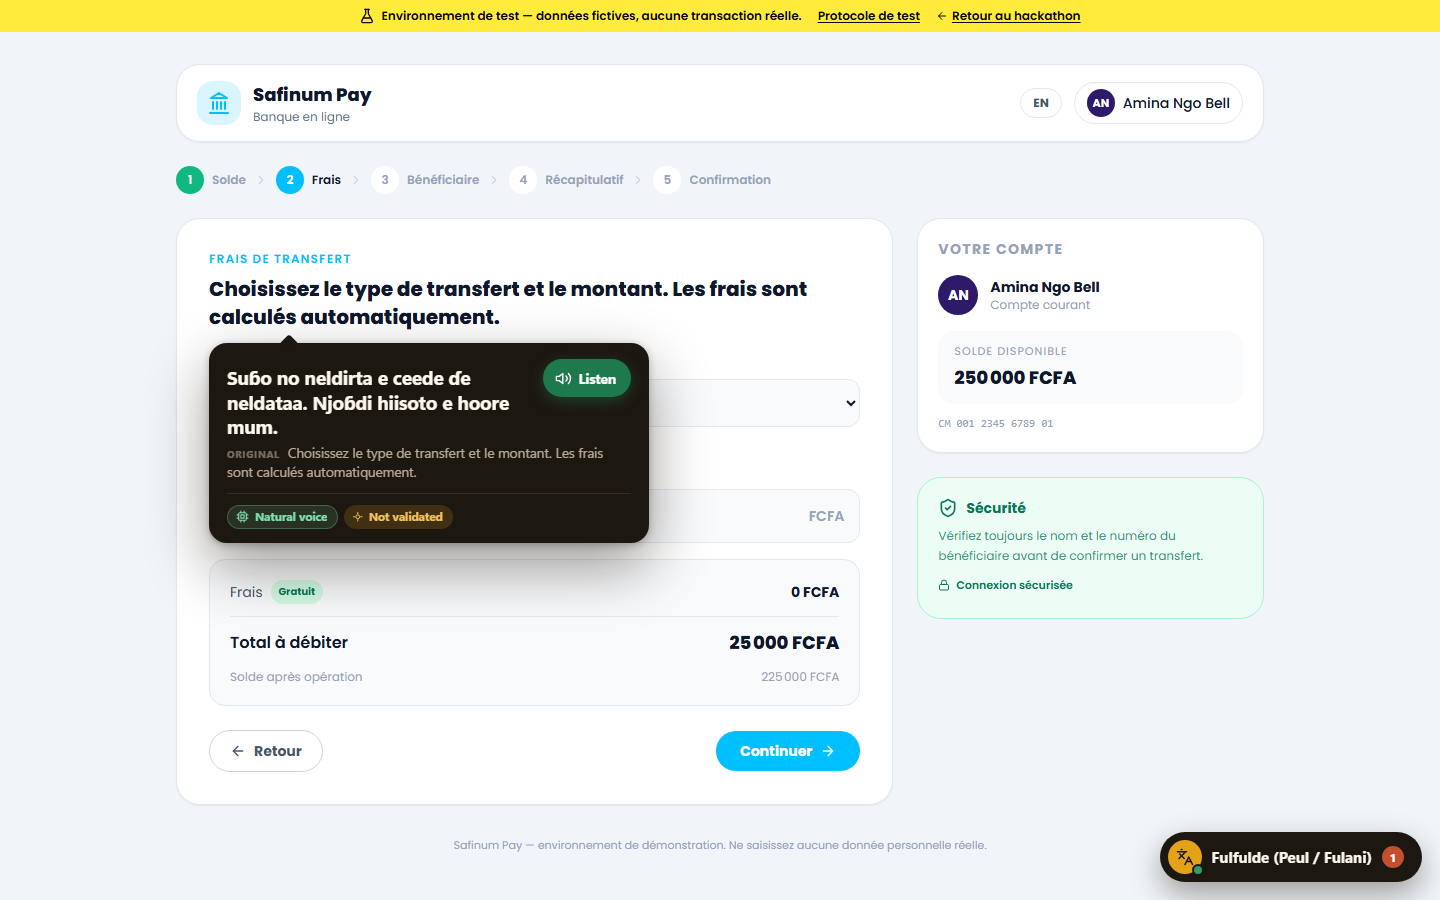 Environnement de test — données fictives, aucune transaction réelle. Protocole de test ← Retour au hackathon
Safinum Pay
Banque en ligne
EN
AN Amina Ngo Bell
1 Solde
2 Frais
3 Bénéficiaire
4 Récapitulatif
5 Confirmation
FRAIS DE TRANSFERT
Choisissez le type de transfert et le montant. Les frais sont
calculés automatiquement.
Suɓo no neldirta e ceede ɗe
neldataa. Njoɓdi hiisoto e hoore
mum.
Listen
ORIGINAL Choisissez le type de transfert et le montant. Les frais
sont calculés automatiquement.
Natural voice
Not validated
FCFA
Frais Gratuit 0 FCFA
Total à débiter 25 000 FCFA
Solde après opération 225 000 FCFA
← Retour
Continuer →
VOTRE COMPTE
AN
Amina Ngo Bell
Compte courant
SOLDE DISPONIBLE
250 000 FCFA
CM 001 2345 6789 01
Sécurité
Vérifiez toujours le nom et le numéro du
bénéficiaire avant de confirmer un transfert.
Connexion sécurisée
Safinum Pay — environnement de démonstration. Ne saisissez aucune donnée personnelle réelle.
Fulfulde (Peul / Fulani) 1